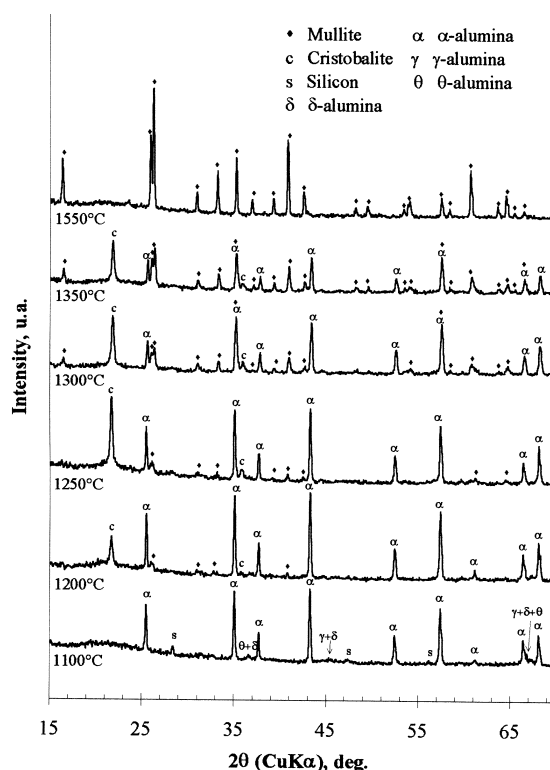 ♦ Mullite α α-alumina
c Cristobalite γ γ-alumina
s Silicon θ θ-alumina
δ δ-alumina
1550°C
c α α c α α α α α
1350°C
c α α c α α α α α
1300°C
c α α c α α α α α α
1250°C
c α α c α α α α α α
1200°C
α s α θ+δ α α γ+δ s α s α α α γ+δ+θ α
1100°C
Intensity, u.a.
15 25 35 45 55 65
2θ (CuKα), deg.